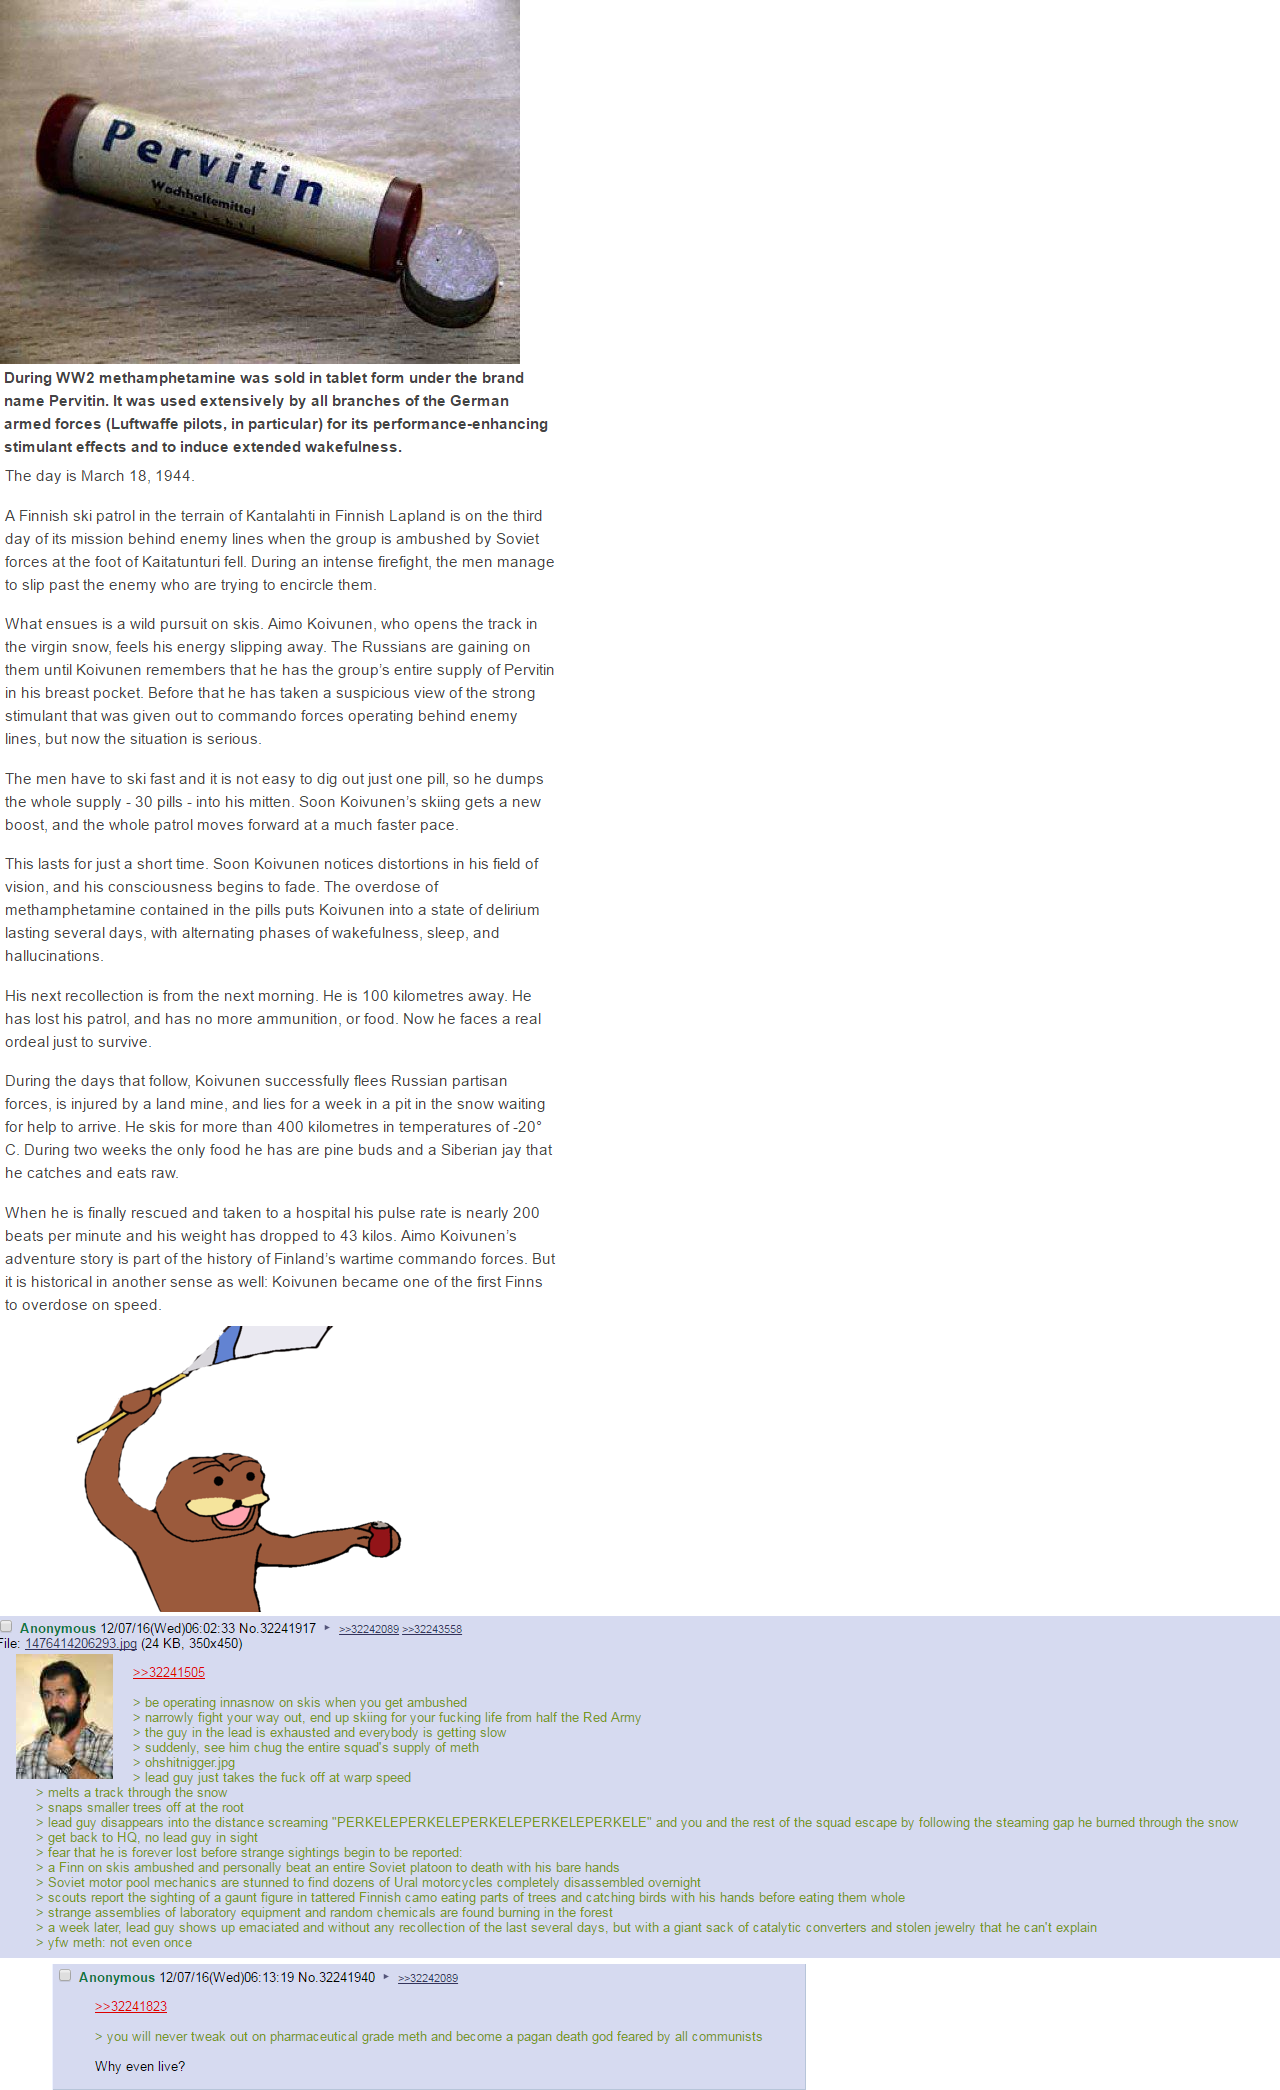 Pervitin
Wachhaltemittel
During WW2 methamphetamine was sold in tablet form under the brand
name Pervitin. It was used extensively by all branches of the German
armed forces (Luftwaffe pilots, in particular) for its performance-enhancing
stimulant effects and to induce extended wakefulness.
The day is March 18, 1944.
A Finnish ski patrol in the terrain of Kantalahti in Finnish Lapland is on the third
day of its mission behind enemy lines when the group is ambushed by Soviet
forces at the foot of Kaitatunturi fell. During an intense firefight, the men manage
to slip past the enemy who are trying to encircle them.
What ensues is a wild pursuit on skis. Aimo Koivunen, who opens the track in
the virgin snow, feels his energy slipping away. The Russians are gaining on
them until Koivunen remembers that he has the group's entire supply of Pervitin
in his breast pocket. Before that he has taken a suspicious view of the strong
stimulant that was given out to commando forces operating behind enemy
lines, but now the situation is serious.
The men have to ski fast and it is not easy to dig out just one pill, so he dumps
the whole supply - 30 pills - into his mitten. Soon Koivunen's skiing gets a new
boost, and the whole patrol moves forward at a much faster pace.
This lasts for just a short time. Soon Koivunen notices distortions in his field of
vision, and his consciousness begins to fade. The overdose of
methamphetamine contained in the pills puts Koivunen into a state of delirium
lasting several days, with alternating phases of wakefulness, sleep, and
hallucinations.
His next recollection is from the next morning. He is 100 kilometres away. He
has lost his patrol, and has no more ammunition, or food. Now he faces a real
ordeal just to survive.
During the days that follow, Koivunen successfully flees Russian partisan
forces, is injured by a land mine, and lies for a week in a pit in the snow waiting
for help to arrive. He skis for more than 400 kilometres in temperatures of -20°
C. During two weeks the only food he has are pine buds and a Siberian jay that
he catches and eats raw.
When he is finally rescued and taken to a hospital his pulse rate is nearly 200
beats per minute and his weight has dropped to 43 kilos. Aimo Koivunen's
adventure story is part of the history of Finland's wartime commando forces. But
it is historical in another sense as well: Koivunen became one of the first Finns
to overdose on speed.
Anonymous 12/07/16(Wed)06:02:33 No.32241917 ▸ >>32242089 >>32243558
File: 1476414206293.jpg (24 KB, 350x450)
>>32241505
> be operating innasnow on skis when you get ambushed
> narrowly fight your way out, end up skiing for your fucking life from half the Red Army
> the guy in the lead is exhausted and everybody is getting slow
> suddenly, see him chug the entire squad's supply of meth
> ohshitnigger.jpg
> lead guy just takes the fuck off at warp speed
> melts a track through the snow
> snaps smaller trees off at the root
> lead guy disappears into the distance screaming "PERKELEPERKELEPERKELEPERKELEPERKELE" and you and the rest of the squad escape by following the steaming gap he burned through the snow
> get back to HQ, no lead guy in sight
> fear that he is forever lost before strange sightings begin to be reported:
> a Finn on skis ambushed and personally beat an entire Soviet platoon to death with his bare hands
> Soviet motor pool mechanics are stunned to find dozens of Ural motorcycles completely disassembled overnight
> scouts report the sighting of a gaunt figure in tattered Finnish camo eating parts of trees and catching birds with his hands before eating them whole
> strange assemblies of laboratory equipment and random chemicals are found burning in the forest
> a week later, lead guy shows up emaciated and without any recollection of the last several days, but with a giant sack of catalytic converters and stolen jewelry that he can't explain
> yfw meth: not even once
Anonymous 12/07/16(Wed)06:13:19 No.32241940 ▸ >>32242089
>>32241823
> you will never tweak out on pharmaceutical grade meth and become a pagan death god feared by all communists
Why even live?